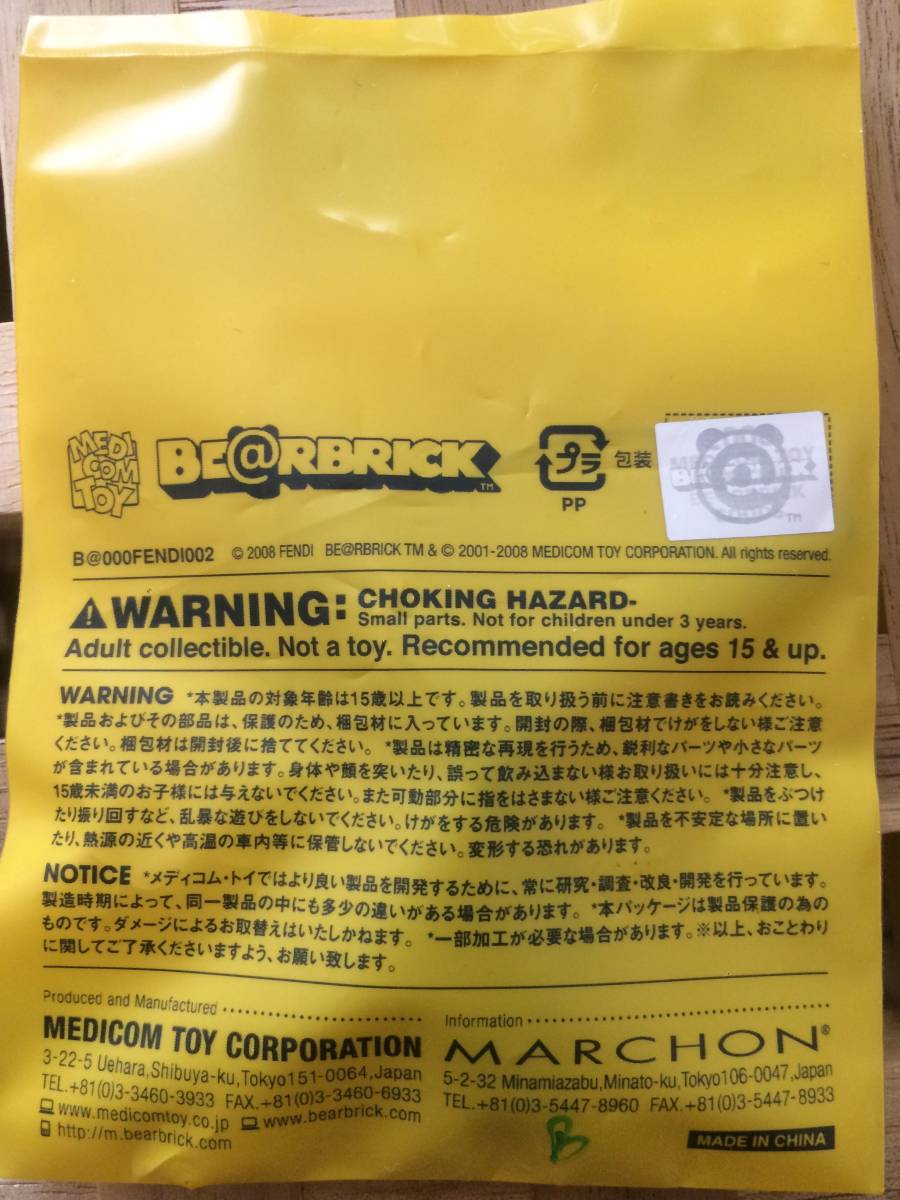 MEDI COM TOY
BE@RBRICK TM
プラ 包装
PP
TM
B@000FENDI002 © 2008 FENDI BE@RBRICK TM & © 2001-2008 MEDICOM TOY CORPORATION. All rights reserved.
WARNING: CHOKING HAZARD-
Small parts. Not for children under 3 years.
Adult collectible. Not a toy. Recommended for ages 15 & up.
WARNING *本製品の対象年齢は15歳以上です。製品を取り扱う前に注意書きをお読みください。
*製品およびその部品は、保護のため、梱包材に入っています。開封の際、梱包材でけがをしない様ご注意
ください。梱包材は開封後に捨ててください。 *製品は精密な再現を行うため、鋭利なパーツや小さなパーツ
が含まれている場合があります。身体や顔を突いたり、誤って飲み込まない様お取り扱いには十分注意し、
15歳未満のお子様には与えないでください。また可動部分に指をはさまない様ご注意ください。 *製品をぶつけ
たり振り回すなど、乱暴な遊びをしないでください。けがをする危険があります。 *製品を不安定な場所に置い
たり、熱源の近くや高温の車内等に保管しないでください。変形する恐れがあります。
NOTICE *メディコム・トイではより良い製品を開発するために、常に研究・調査・改良・開発を行っています。
製造時期によって、同一製品の中にも多少の違いがある場合があります。 *本パッケージは製品保護の為の
ものです。ダメージによるお取替えはいたしかねます。 *一部加工が必要な場合があります。※以上、おことわり
に関してご了承くださいますよう、お願い致します。
Produced and Manufactured
MEDICOM TOY CORPORATION
3-22-5 Uehara,Shibuya-ku,Tokyo151-0064,Japan
TEL.+81(0)3-3460-3933 FAX.+81(0)3-3460-6933
www.medicomtoy.co.jp www.bearbrick.com
http://m.bearbrick.com
Information
MARCHON®
5-2-32 Minamiazabu,Minato-ku,Tokyo106-0047,Japan
TEL.+81(0)3-5447-8960 FAX.+81(0)3-5447-8933
B
MADE IN CHINA